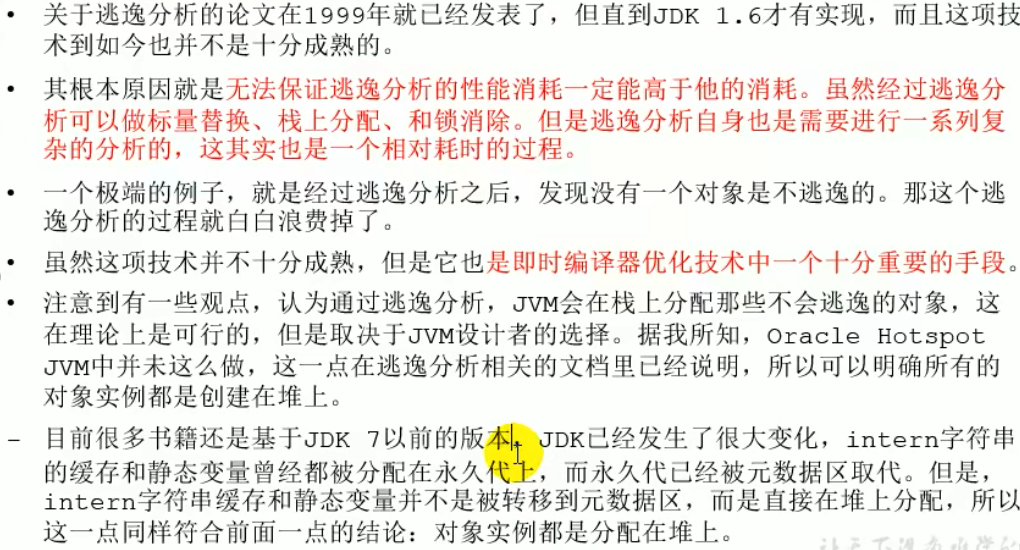 • 关于逃逸分析的论文在1999年就已经发表了，但直到JDK 1.6才有实现，而且这项技
术到如今也并不是十分成熟的。
• 其根本原因就是无法保证逃逸分析的性能消耗一定能高于他的消耗。虽然经过逃逸分
析可以做标量替换、栈上分配、和锁消除。但是逃逸分析自身也是需要进行一系列复
杂的分析的，这其实也是一个相对耗时的过程。
• 一个极端的例子，就是经过逃逸分析之后，发现没有一个对象是不逃逸的。那这个逃
逸分析的过程就白白浪费掉了。
• 虽然这项技术并不十分成熟，但是它也是即时编译器优化技术中一个十分重要的手段。
• 注意到有一些观点，认为通过逃逸分析，JVM会在栈上分配那些不会逃逸的对象，这
在理论上是可行的，但是取决于JVM设计者的选择。据我所知，Oracle Hotspot
JVM中并未这么做，这一点在逃逸分析相关的文档里已经说明，所以可以明确所有的
对象实例都是创建在堆上。
– 目前很多书籍还是基于JDK 7以前的版本，JDK已经发生了很大变化，intern字符串
的缓存和静态变量曾经都被分配在永久代上，而永久代已经被元数据区取代。但是，
intern字符串缓存和静态变量并不是被转移到元数据区，而是直接在堆上分配，所以
这一点同样符合前面一点的结论：对象实例都是分配在堆上。